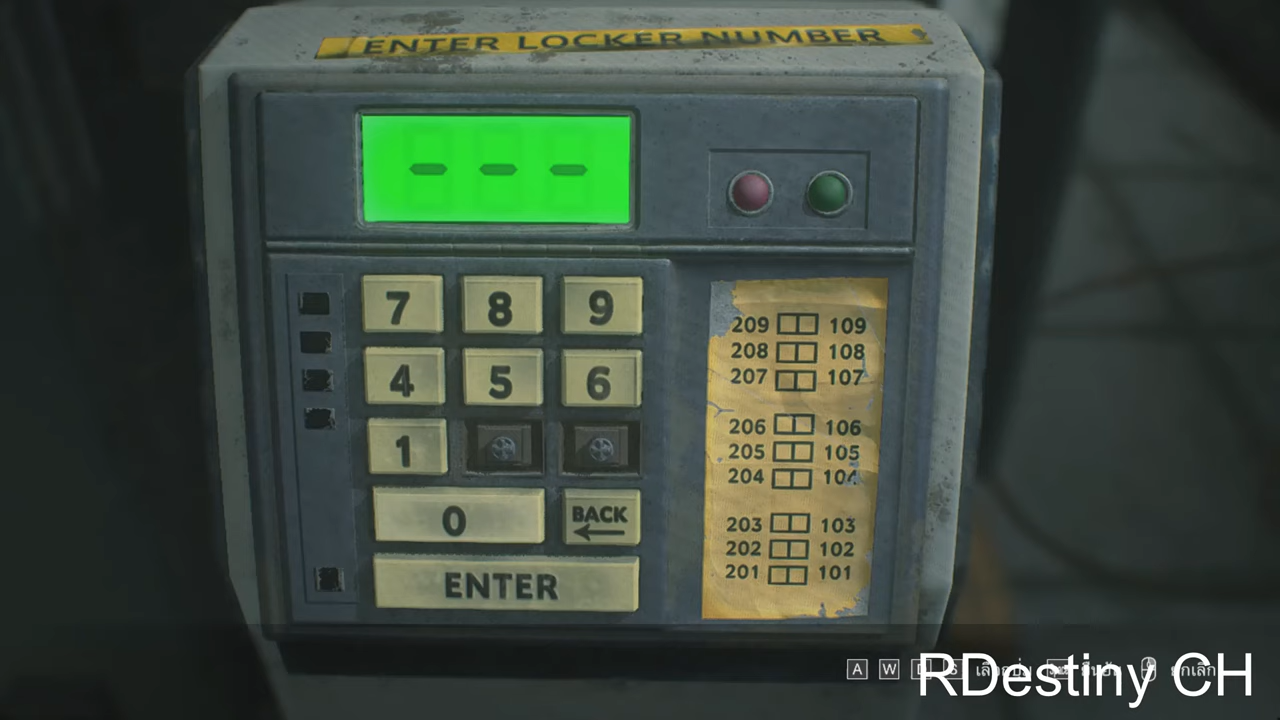 ENTER LOCKER NUMBER
- - -
7 8 9
4 5 6
1
0 BACK
ENTER
209 109
208 108
207 107
206 106
205 105
204 104
203 103
202 102
201 101
A W
RDestiny CH